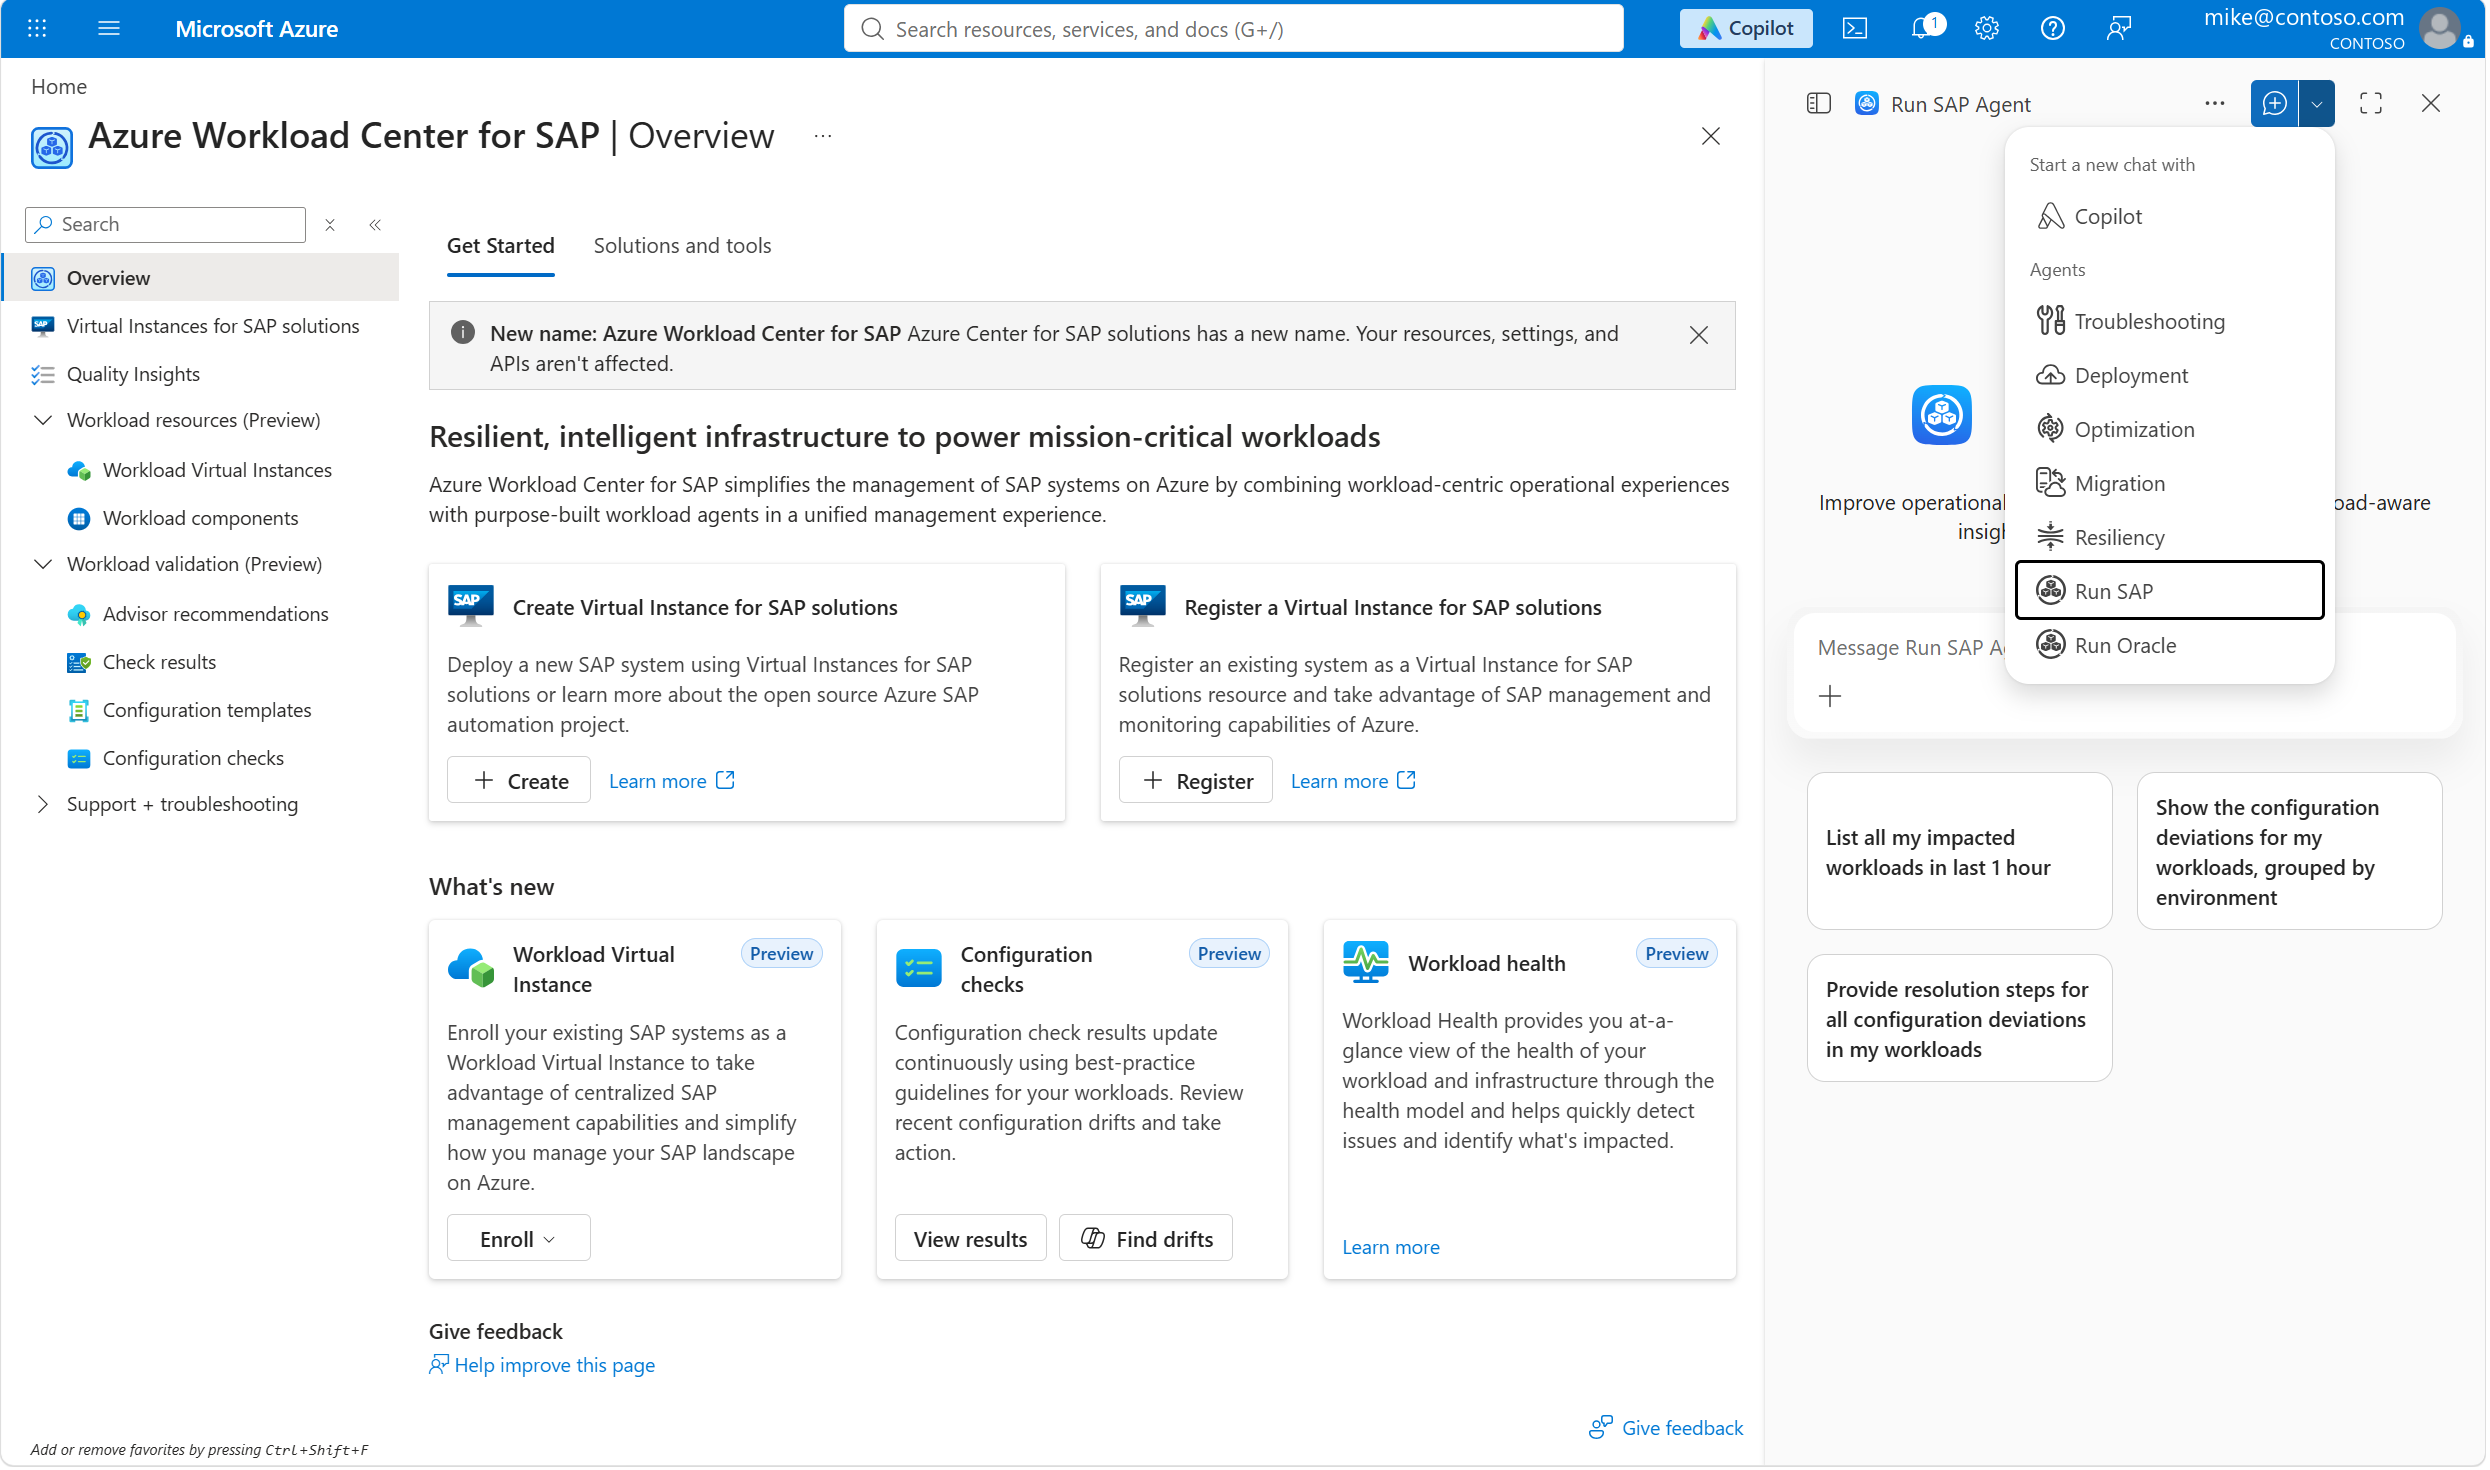 Microsoft Azure
Search resources, services, and docs (G+/)
Copilot
1
mike@contoso.com
CONTOSO
Home
Azure Workload Center for SAP | Overview
Search
Overview
Virtual Instances for SAP solutions
Quality Insights
Workload resources (Preview)
Workload Virtual Instances
Workload components
Workload validation (Preview)
Advisor recommendations
Check results
Configuration templates
Configuration checks
Support + troubleshooting
Add or remove favorites by pressing Ctrl+Shift+F
Get Started
Solutions and tools
New name: Azure Workload Center for SAP Azure Center for SAP solutions has a new name. Your resources, settings, and
APIs aren't affected.
Resilient, intelligent infrastructure to power mission-critical workloads
Azure Workload Center for SAP simplifies the management of SAP systems on Azure by combining workload-centric operational experiences
with purpose-built workload agents in a unified management experience.
SAP
Create Virtual Instance for SAP solutions
Deploy a new SAP system using Virtual Instances for SAP
solutions or learn more about the open source Azure SAP
automation project.
Create
Learn more
SAP
Register a Virtual Instance for SAP solutions
Register an existing system as a Virtual Instance for SAP
solutions resource and take advantage of SAP management and
monitoring capabilities of Azure.
Register
Learn more
What's new
Workload Virtual
Instance
Preview
Enroll your existing SAP systems as a
Workload Virtual Instance to take
advantage of centralized SAP
management capabilities and simplify
how you manage your SAP landscape
on Azure.
Enroll
Configuration
checks
Preview
Configuration check results update
continuously using best-practice
guidelines for your workloads. Review
recent configuration drifts and take
action.
View results
Find drifts
Workload health
Preview
Workload Health provides you at-a-
glance view of the health of your
workload and infrastructure through the
health model and helps quickly detect
issues and identify what's impacted.
Learn more
Give feedback
Help improve this page
Give feedback
Run SAP Agent
Start a new chat with
Copilot
Agents
Troubleshooting
Deployment
Optimization
Migration
Resiliency
Run SAP
Run Oracle
Improve operational
oad-aware
insigh
Message Run SAP A
List all my impacted
workloads in last 1 hour
Show the configuration
deviations for my
workloads, grouped by
environment
Provide resolution steps for
all configuration deviations
in my workloads